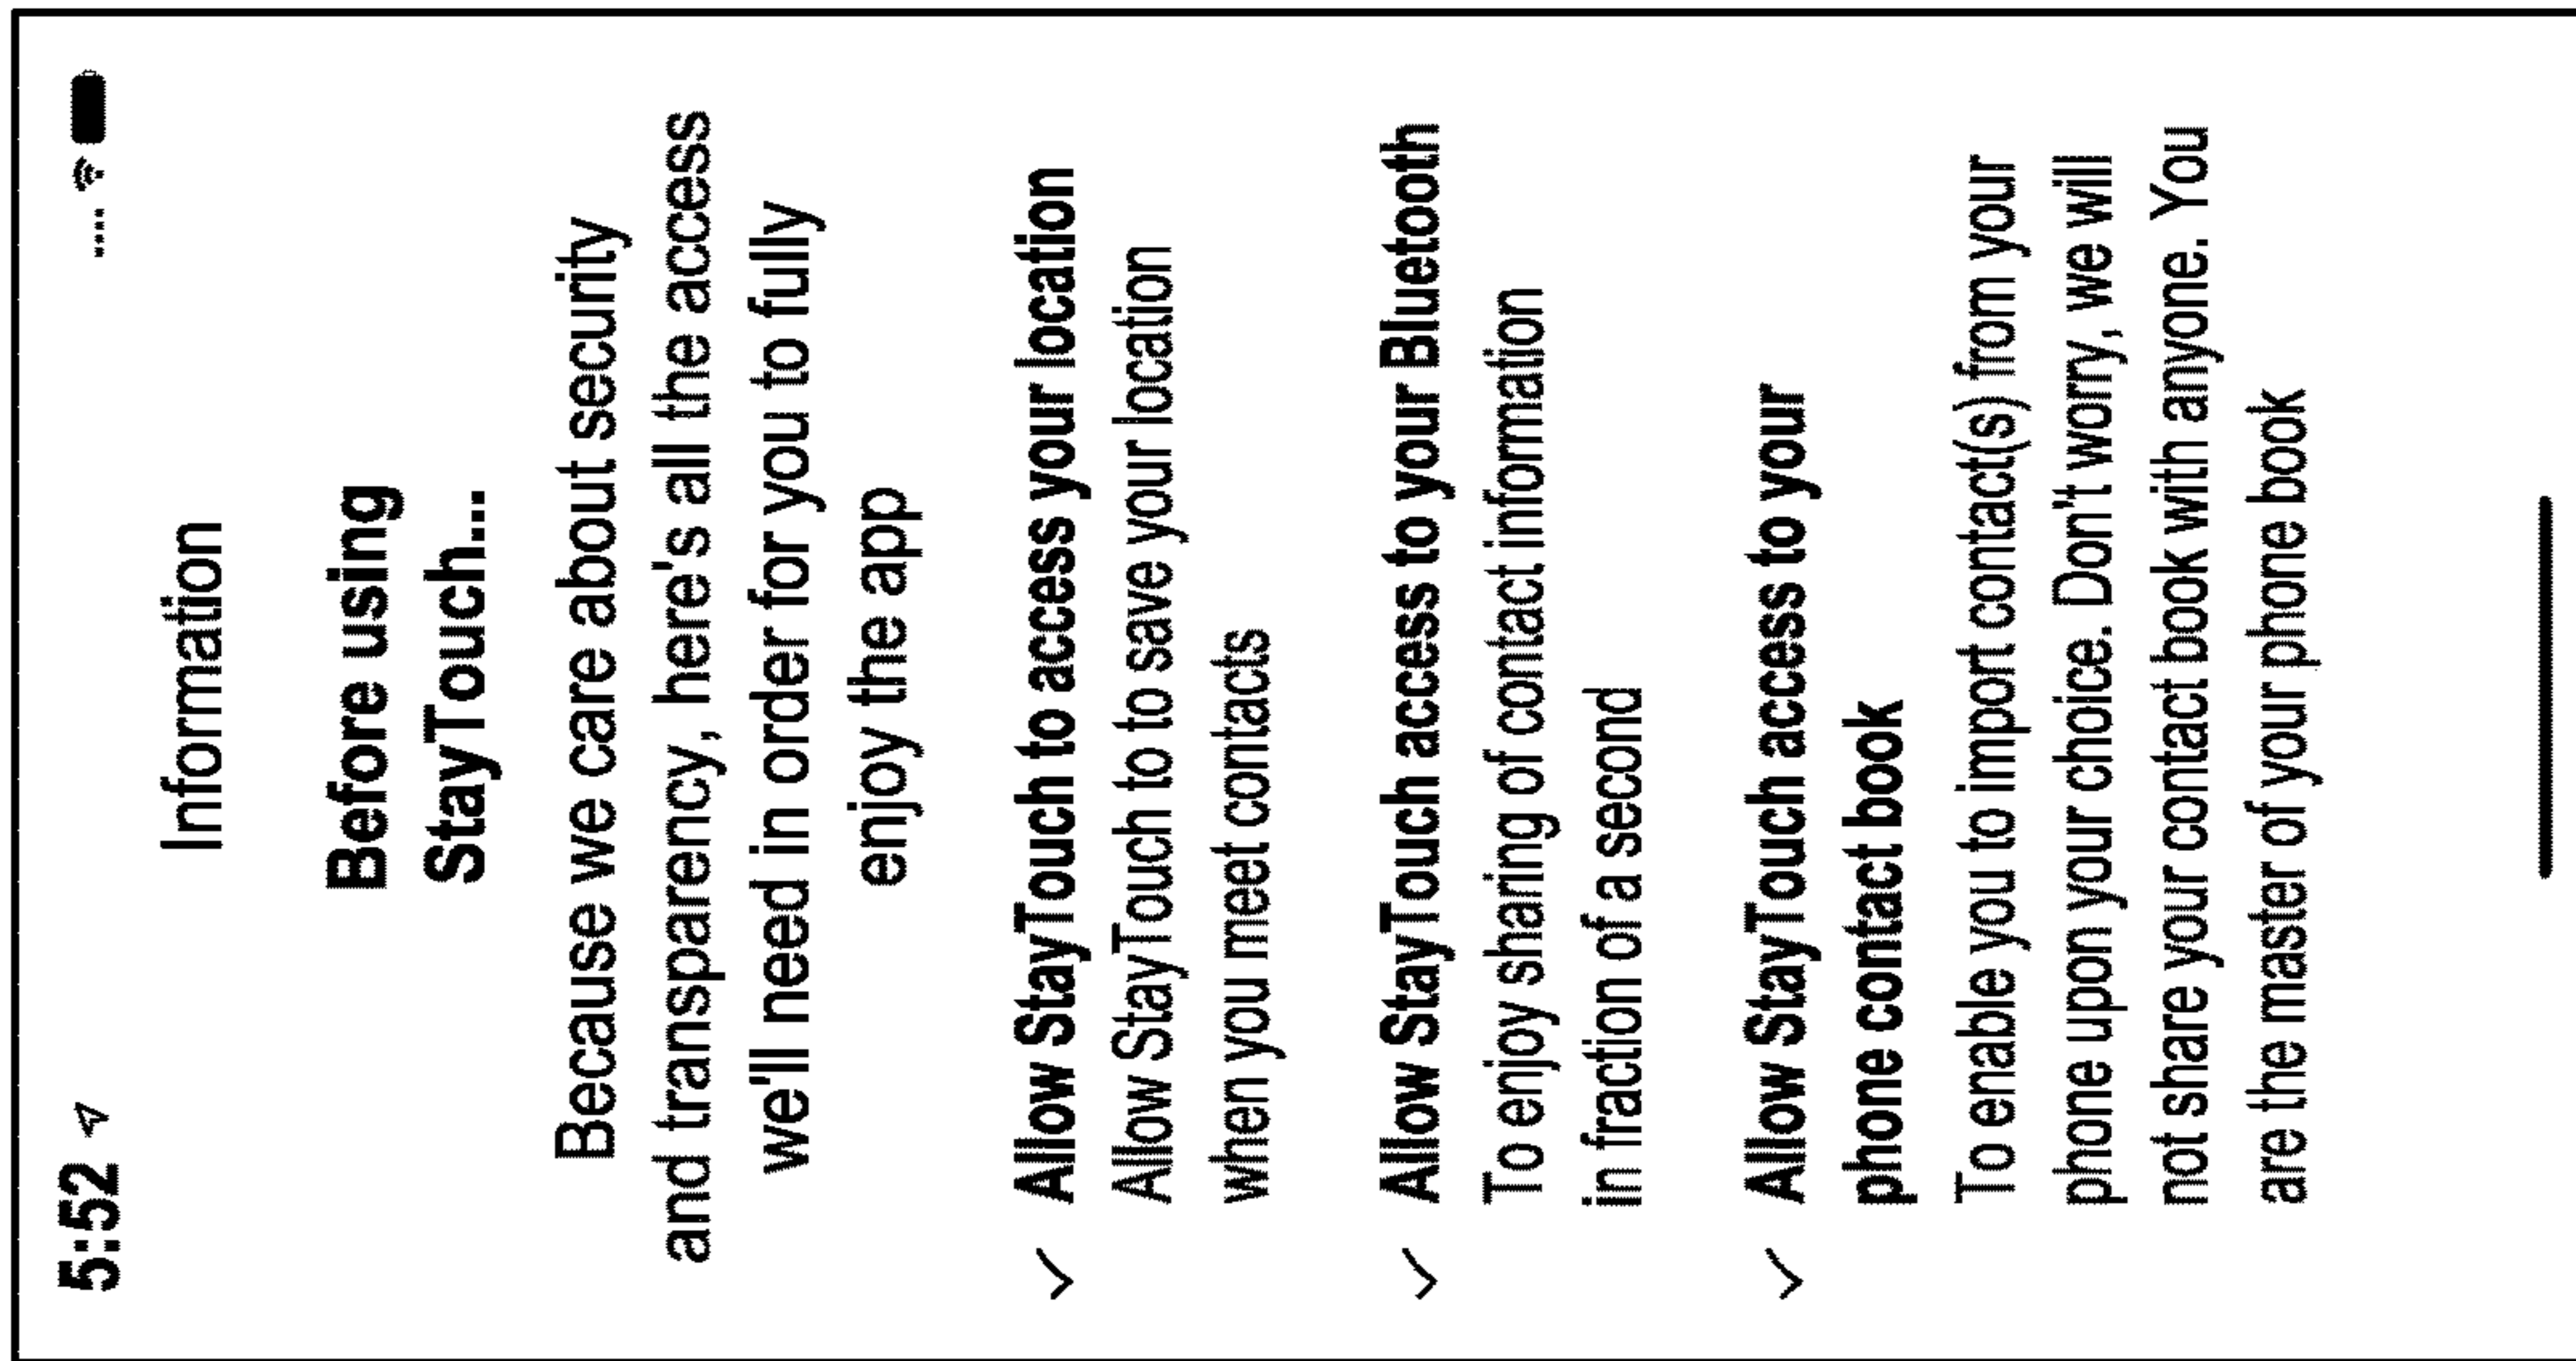 5:52
Information
Before using
StayTouch...
Because we care about security
and transparency, here's all the access
we'll need in order for you to fully
enjoy the app
✓ Allow StayTouch to access your location
Allow StayTouch to to save your location
when you meet contacts
✓ Allow StayTouch access to your Bluetooth
To enjoy sharing of contact information
in fraction of a second
✓ Allow StayTouch access to your
phone contact book
To enable you to import contact(s) from your
phone upon your choice. Don't worry, we will
not share your contact book with anyone. You
are the master of your phone book